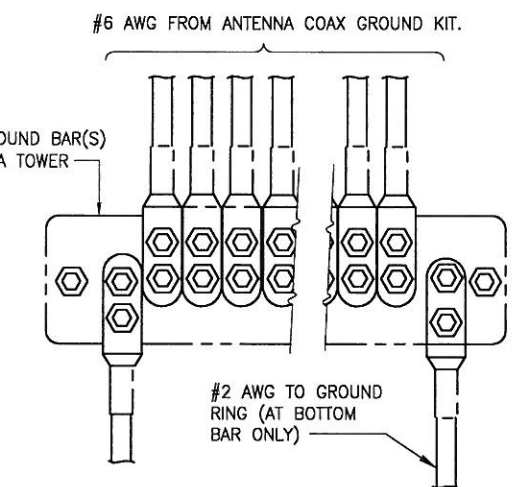 #6 AWG FROM ANTENNA COAX GROUND KIT.
OUND BAR(S)
A TOWER
#2 AWG TO GROUND
RING (AT BOTTOM
BAR ONLY)